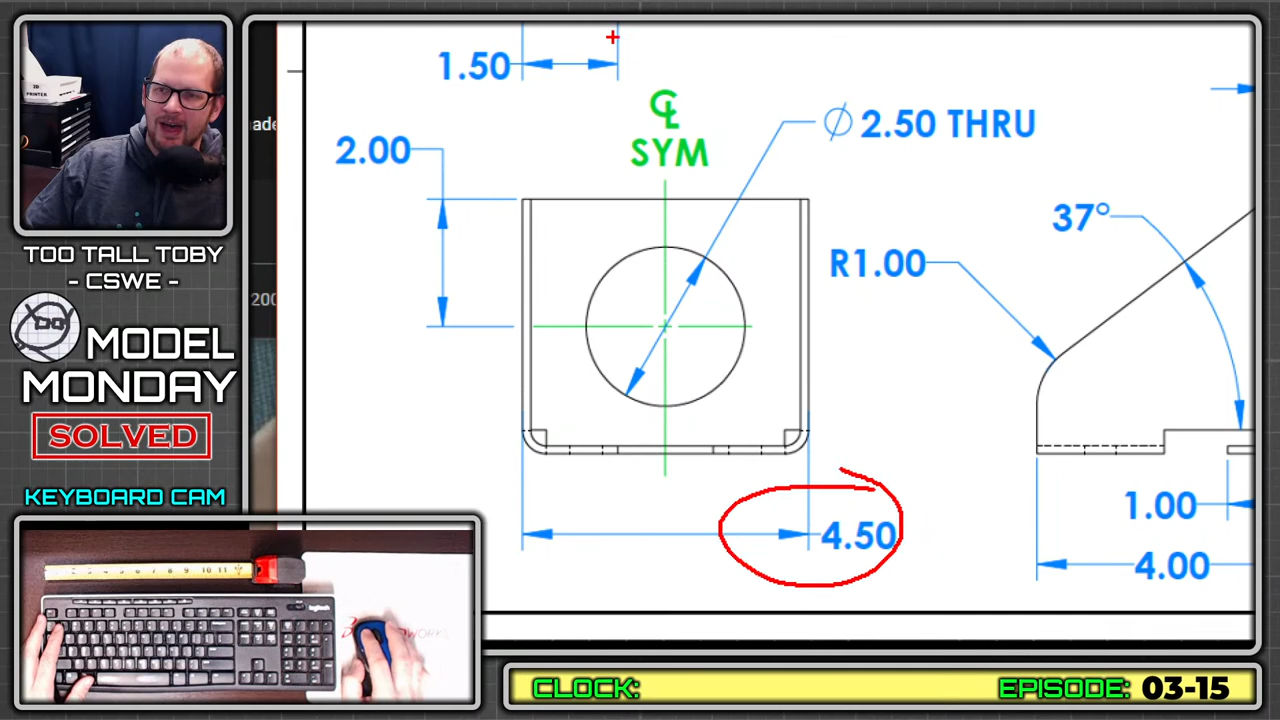 TOO TALL TOBY
- CSWE -
MODEL
MONDAY
SOLVED
KEYBOARD CAM
1.50
2.00
℄
SYM
∅ 2.50 THRU
37°
R1.00
4.50
1.00
4.00
CLOCK:
EPISODE: 03-15